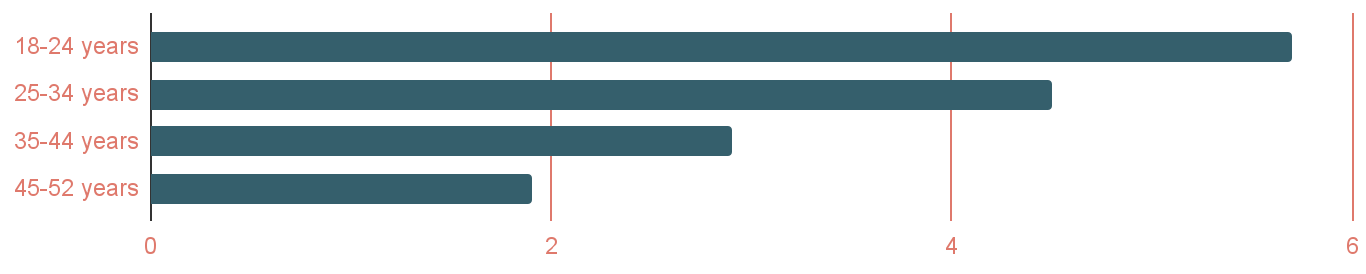 18-24 years
25-34 years
35-44 years
45-52 years
0 2 4 6